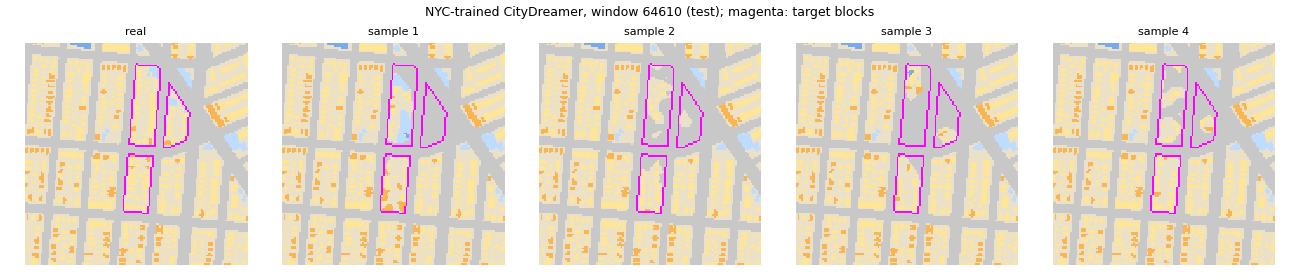 NYC-trained CityDreamer, window 64610 (test); magenta: target blocks
real
sample 1
sample 2
sample 3
sample 4